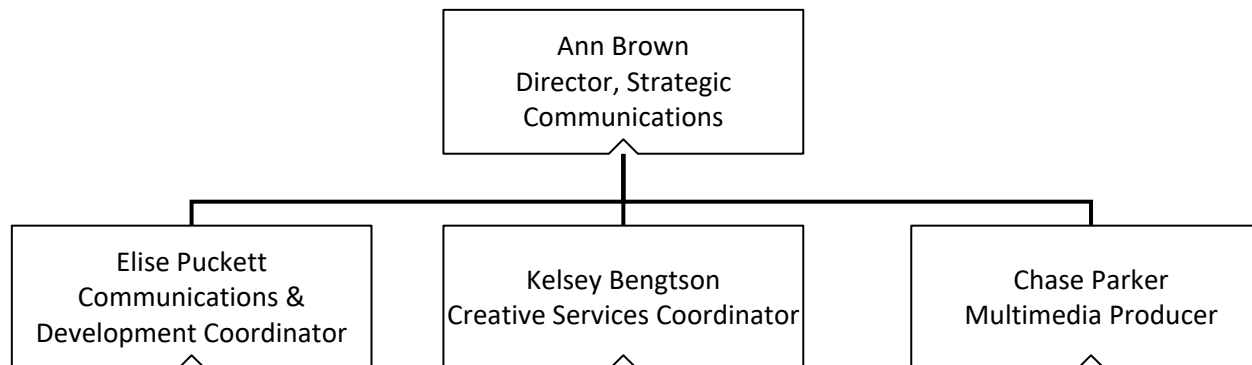 Ann Brown
Director, Strategic
Communications
Elise Puckett
Communications &
Development Coordinator
Kelsey Bengtson
Creative Services Coordinator
Chase Parker
Multimedia Producer